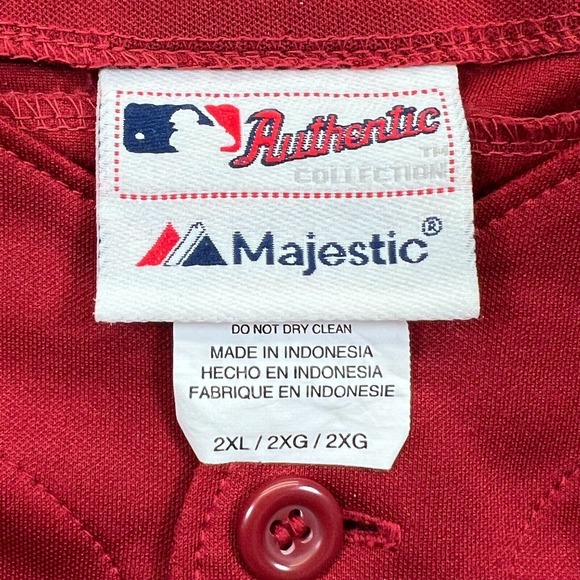 Authentic
™
COLLECTION
Majestic®
DO NOT DRY CLEAN
MADE IN INDONESIA
HECHO EN INDONESIA
FABRIQUE EN INDONESIE
2XL / 2XG / 2XG